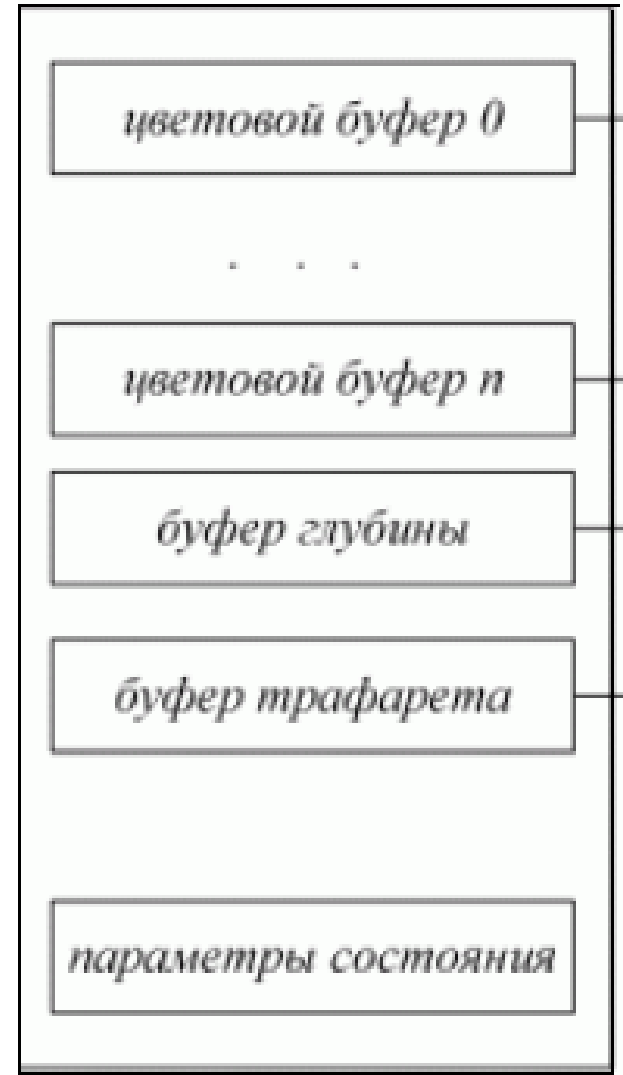 цветовой буфер 0
. . .
цветовой буфер n
буфер глубины
буфер трафарета
параметры состояния